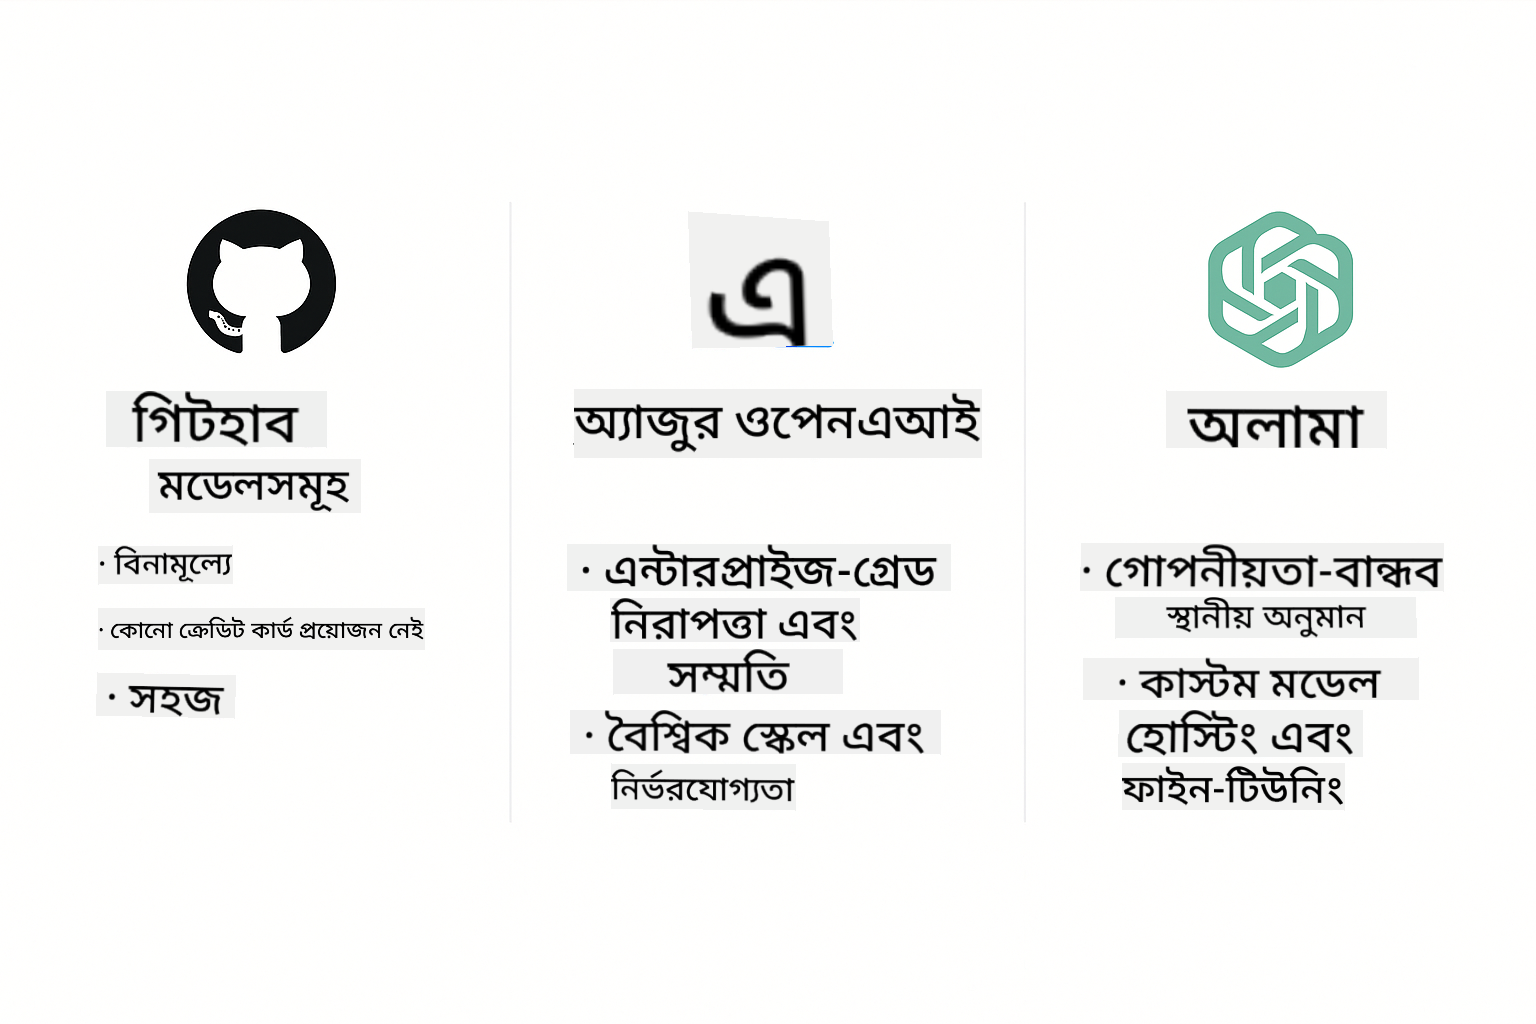 গিটহাব
মডেলসমূহ
· বিনামূল্যে
· কোনো ক্রেডিট কার্ড প্রয়োজন নেই
· সহজ
এ
অ্যাজুর ওপেনএআই
· এন্টারপ্রাইজ-গ্রেড
নিরাপত্তা এবং
সম্মতি
· বৈশ্বিক স্কেল এবং
নির্ভরযোগ্যতা
অলামা
· গোপনীয়তা-বান্ধব
স্থানীয় অনুমান
· কাস্টম মডেল
হোস্টিং এবং
ফাইন-টিউনিং